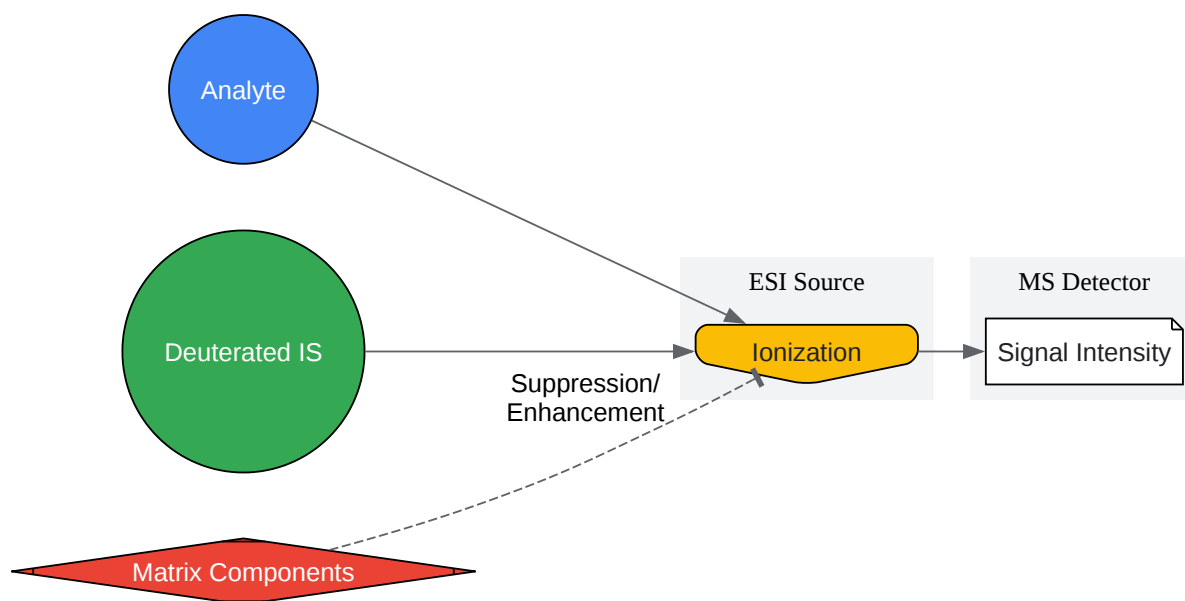 Analyte
ESI Source
MS Detector
Deuterated IS
Ionization
Signal Intensity
Suppression/
Enhancement
Matrix Components